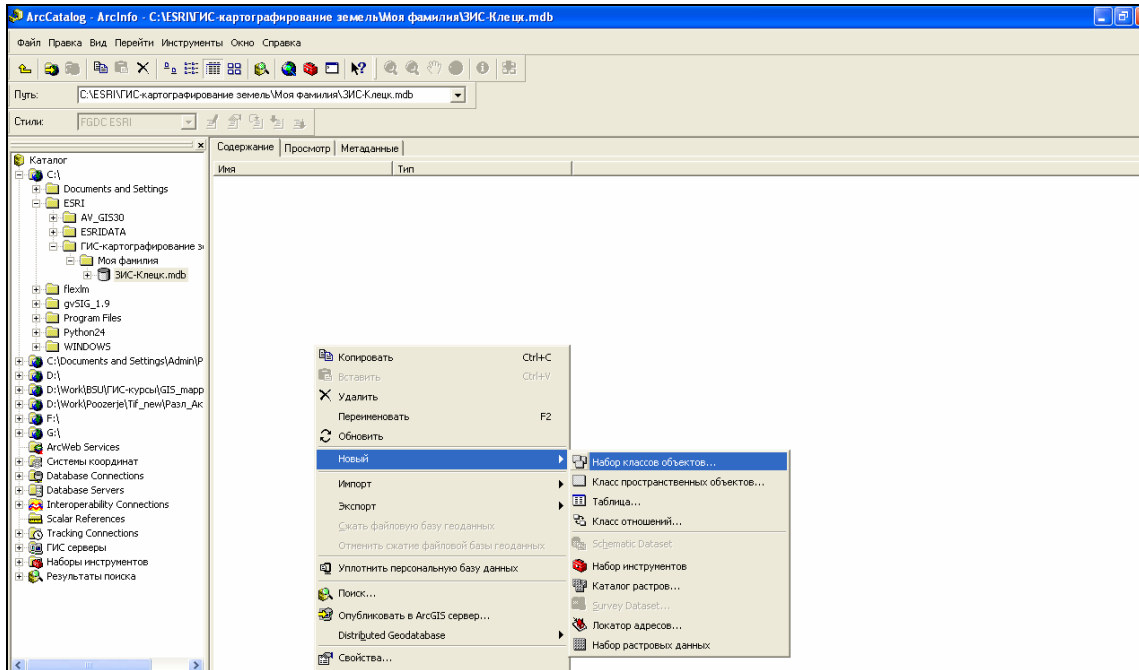 ArcCatalog - ArcInfo - C:\ESRI\ГИС-картографирование земель\Моя фамилия\ЗИС-Клецк.mdb
Файл Правка Вид Перейти Инструменты Окно Справка
Путь: C:\ESRI\ГИС-картографирование земель\Моя фамилия\ЗИС-Клецк.mdb
Стили: FGDC ESRI
Содержание Просмотр Метаданные
Имя Тип
Каталог
C:\
Documents and Settings
ESRI
AV_GIS30
ESRIDATA
ГИС-картографирование зе
Моя фамилия
ЗИС-Клецк.mdb
flexlm
gvSIG_1.9
Program Files
Python24
WINDOWS
C:\Documents and Settings\Admin\Р
D:\
D:\Work\BSU\ГИС-курсы\GIS_mapp
D:\Work\Poozerje\Tif_new\Разл_Ак
F:\
G:\
ArcWeb Services
Системы координат
Database Connections
Database Servers
Interoperability Connections
Scalar References
Tracking Connections
ГИС серверы
Наборы инструментов
Результаты поиска
Копировать Ctrl+C
Вставить Ctrl+V
Удалить
Переименовать F2
Обновить
Новый
Импорт
Экспорт
Сжать файловую базу геоданных
Отменить сжатие файловой базы геоданных
Уплотнить персональную базу данных
Поиск...
Опубликовать в ArcGIS сервер...
Distributed Geodatabase
Свойства...
Набор классов объектов...
Класс пространственных объектов...
Таблица...
Класс отношений...
Schematic Dataset
Набор инструментов
Каталог растров...
Survey Dataset...
Локатор адресов...
Набор растровых данных